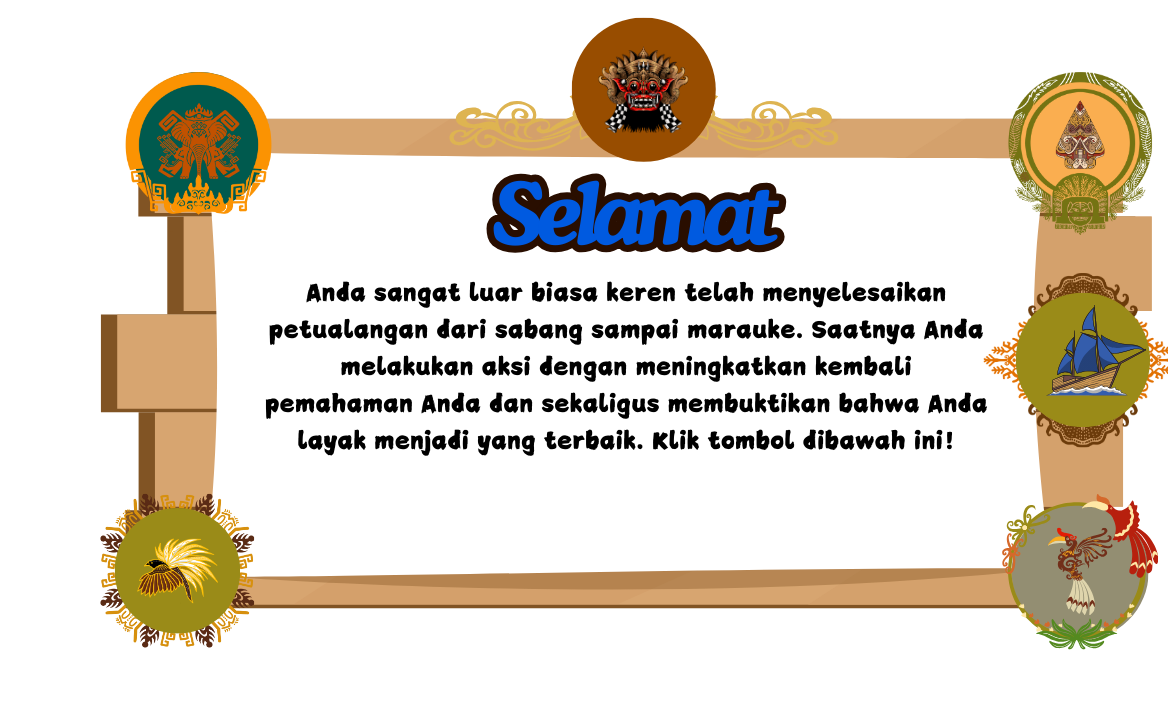 Selamat
Anda sangat luar biasa keren telah menyelesaikan
petualangan dari sabang sampai marauke. Saatnya Anda
melakukan aksi dengan meningkatkan kembali
pemahaman Anda dan sekaligus membuktikan bahwa Anda
layak menjadi yang terbaik. Klik tombol dibawah ini!